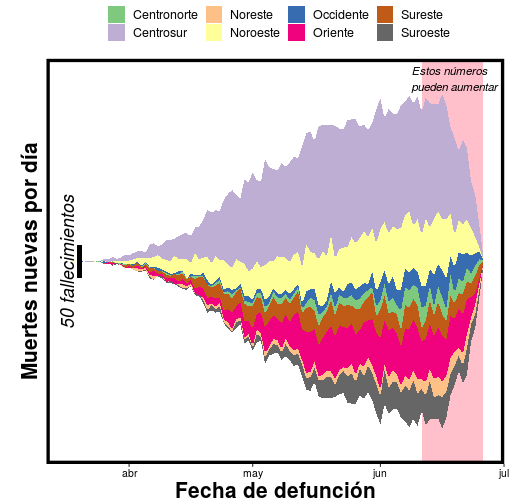 Centronorte Noreste Occidente Sureste
Centrosur Noroeste Oriente Suroeste
Estos números
pueden aumentar
Muertes nuevas por día
50 fallecimientos
abr may jun jul
Fecha de defunción